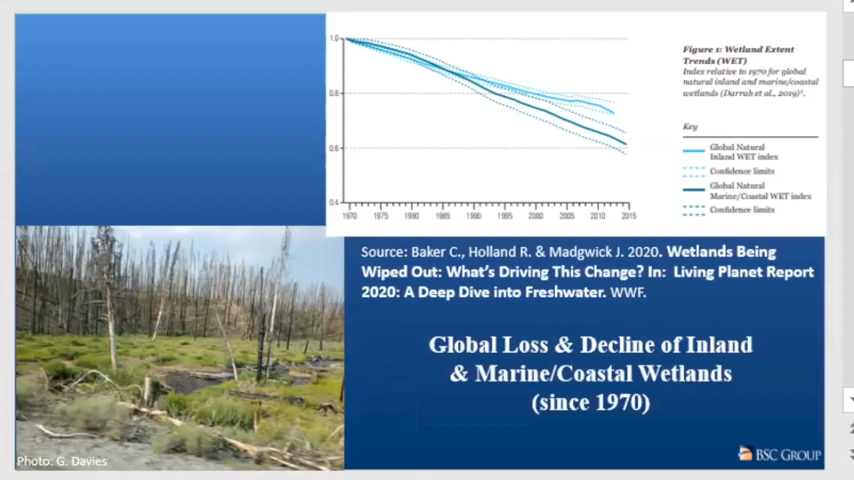 1.0
0.8
0.6
0.4
1970 1975 1980 1985 1990 1995 2000 2005 2010 2015
Figure 1: Wetland Extent
Trends (WET)
Index relative to 1970 for global
natural inland and marine/coastal
wetlands (Darrah et al., 2019)⁵.
Key
Global Natural
Inland WET index
Confidence limits
Global Natural
Marine/Coastal WET index
Confidence limits
Source: Baker C., Holland R. & Madgwick J. 2020. Wetlands Being
Wiped Out: What's Driving This Change? In: Living Planet Report
2020: A Deep Dive into Freshwater. WWF.
Global Loss & Decline of Inland
& Marine/Coastal Wetlands
(since 1970)
Photo: G. Davies
BSC GROUP